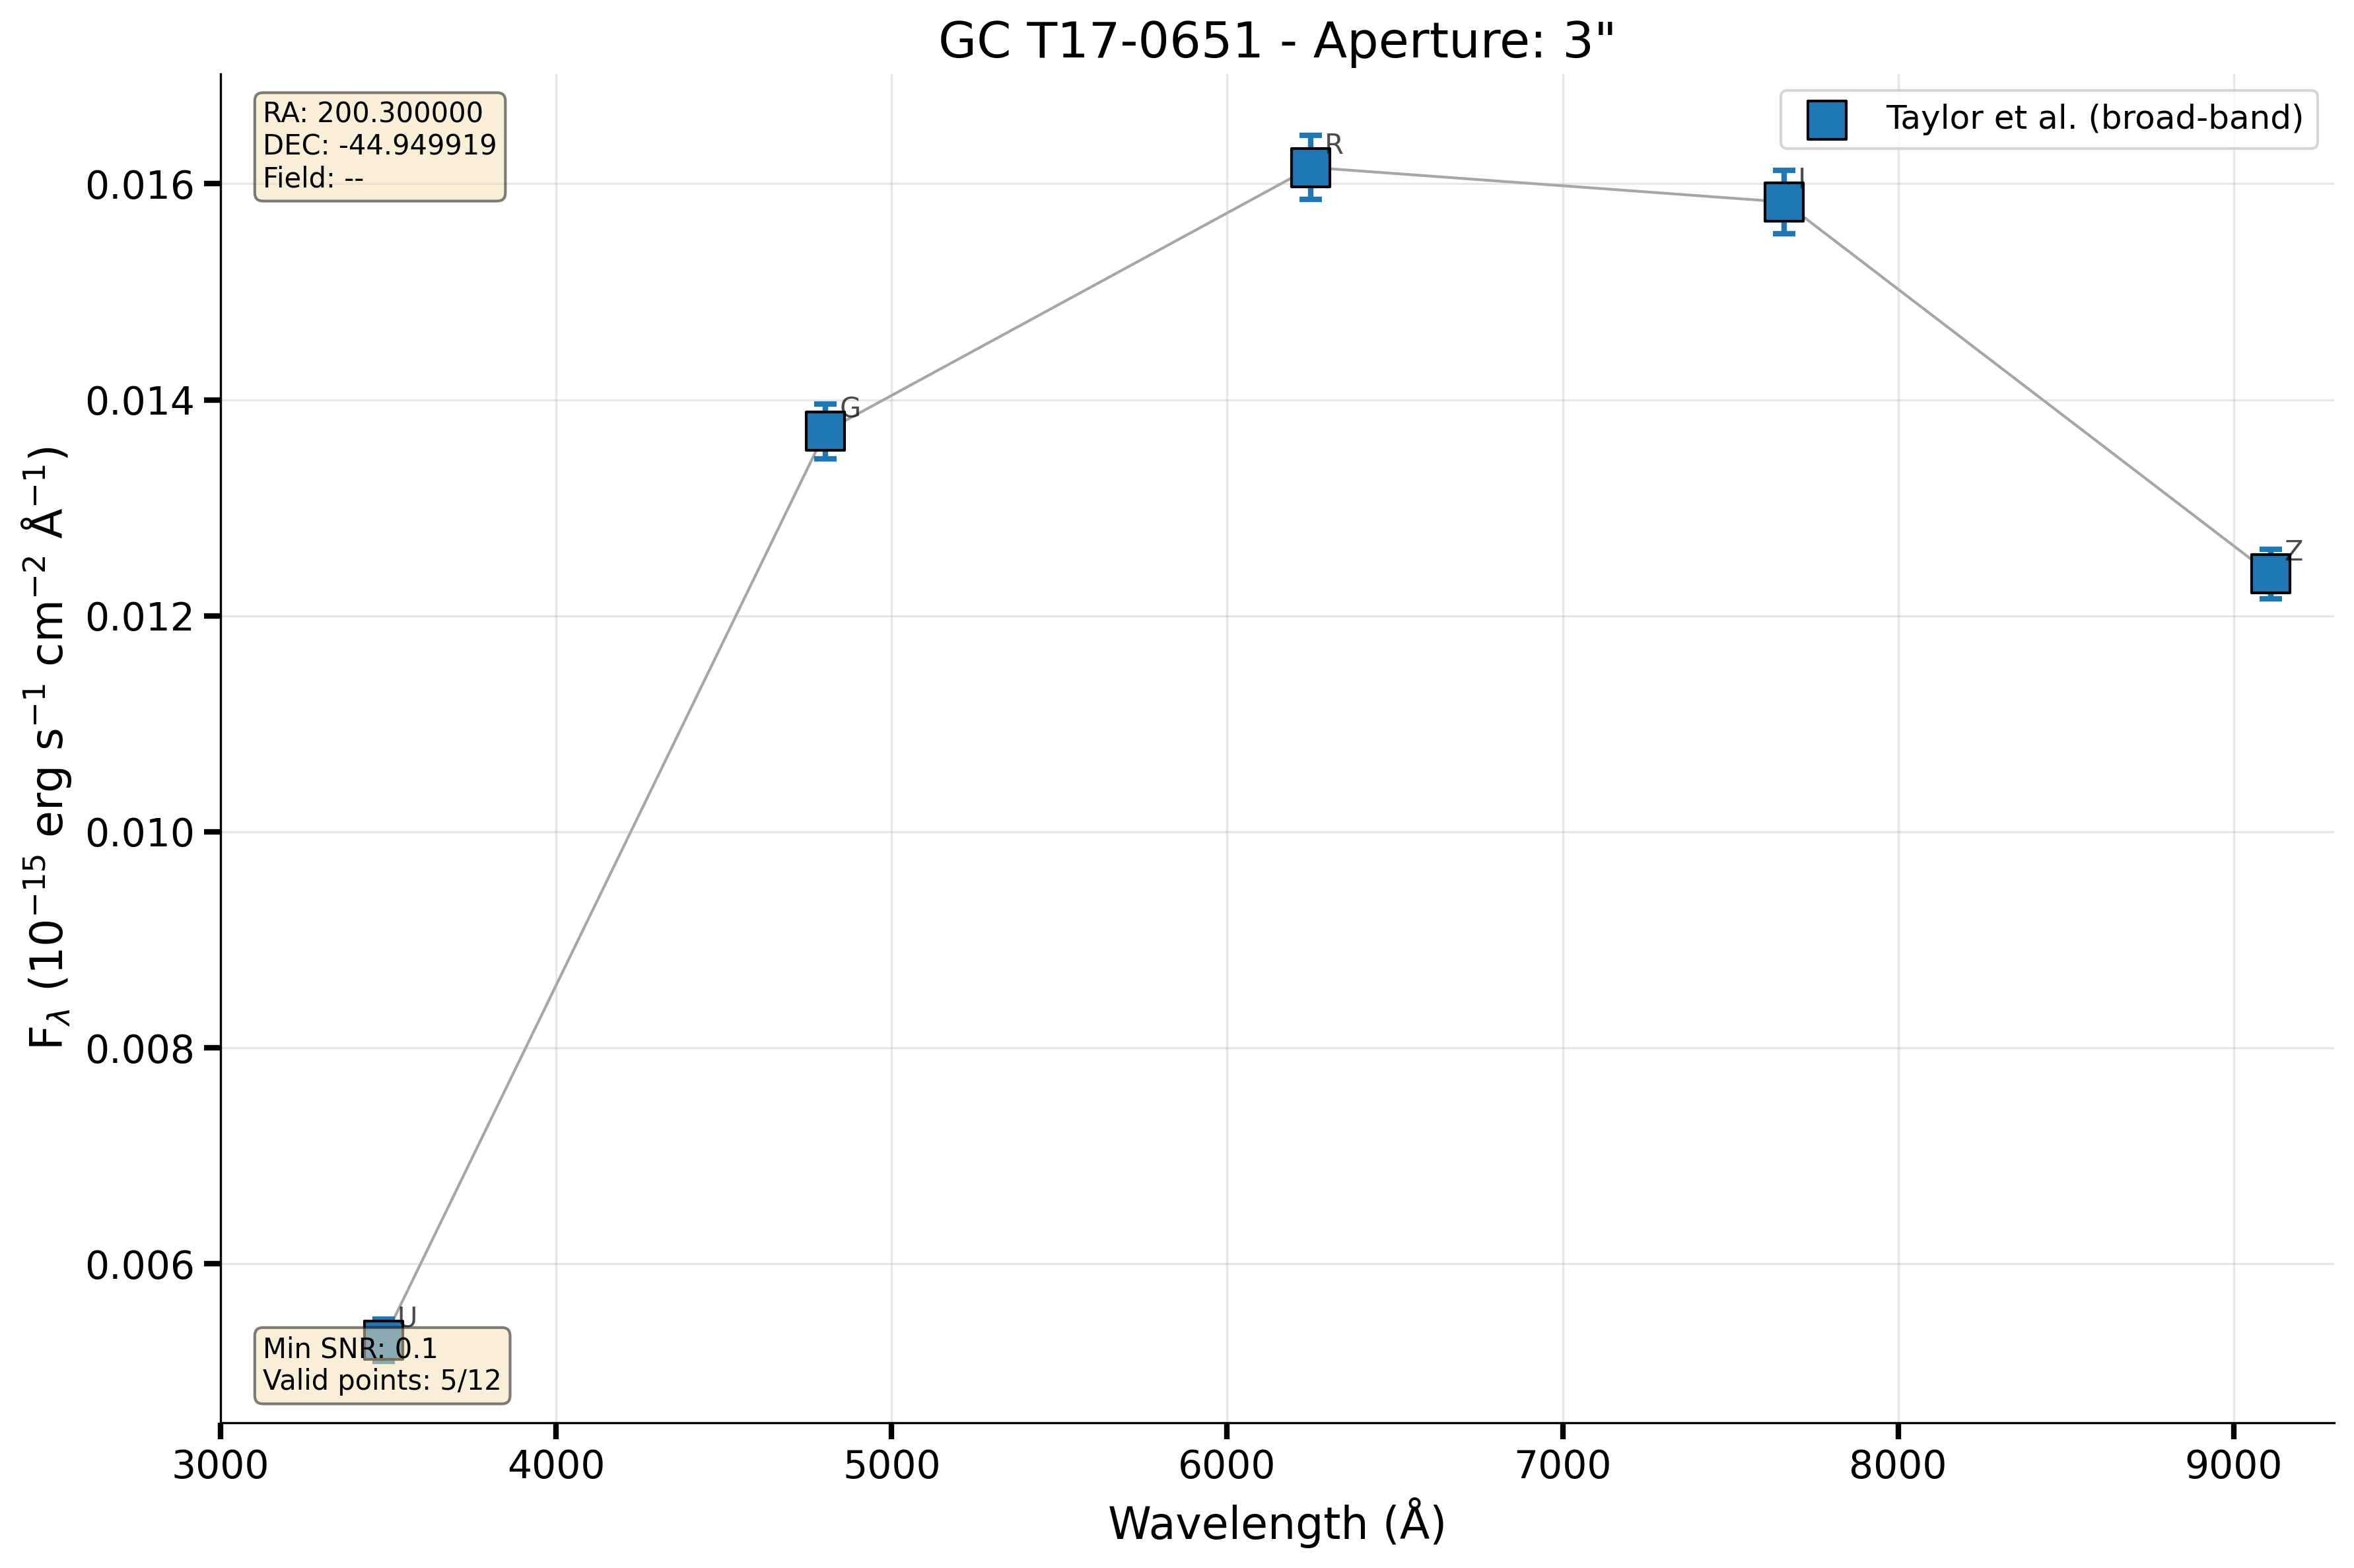 GC T17-0651 - Aperture: 3"
RA: 200.300000
DEC: -44.949919
Field: --
Taylor et al. (broad-band)
R
I
G
Z
U
0.016
0.014
0.012
0.010
0.008
0.006
F_λ (10⁻¹⁵ erg s⁻¹ cm⁻² Å⁻¹)
Min SNR: 0.1
Valid points: 5/12
3000 4000 5000 6000 7000 8000 9000
Wavelength (Å)